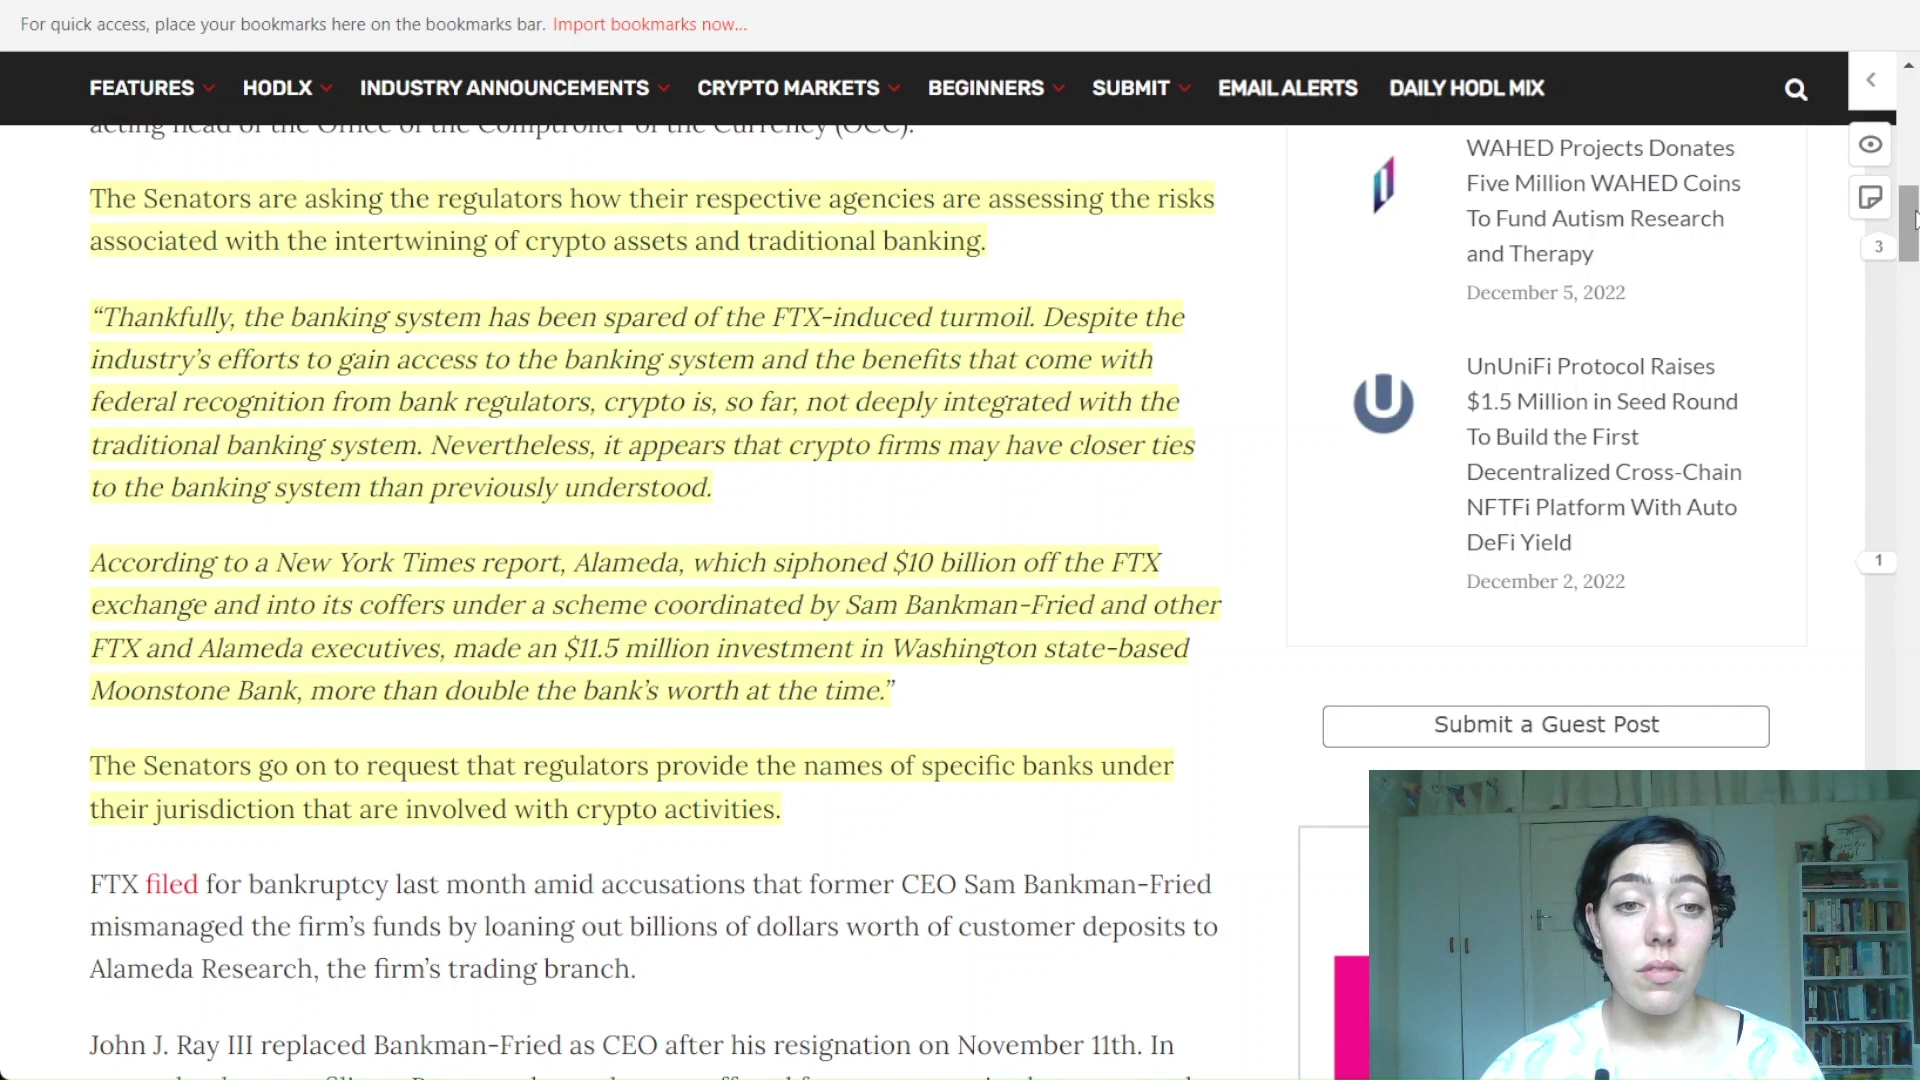 For quick access, place your bookmarks here on the bookmarks bar. Import bookmarks now...
FEATURES HODLX INDUSTRY ANNOUNCEMENTS CRYPTO MARKETS BEGINNERS SUBMIT EMAIL ALERTS DAILY HODL MIX
acting head of the Office of the Comptroller of the Currency (OCC).
The Senators are asking the regulators how their respective agencies are assessing the risks
associated with the intertwining of crypto assets and traditional banking.
“Thankfully, the banking system has been spared of the FTX-induced turmoil. Despite the
industry’s efforts to gain access to the banking system and the benefits that come with
federal recognition from bank regulators, crypto is, so far, not deeply integrated with the
traditional banking system. Nevertheless, it appears that crypto firms may have closer ties
to the banking system than previously understood.
According to a New York Times report, Alameda, which siphoned $10 billion off the FTX
exchange and into its coffers under a scheme coordinated by Sam Bankman-Fried and other
FTX and Alameda executives, made an $11.5 million investment in Washington state-based
Moonstone Bank, more than double the bank’s worth at the time.”
The Senators go on to request that regulators provide the names of specific banks under
their jurisdiction that are involved with crypto activities.
FTX filed for bankruptcy last month amid accusations that former CEO Sam Bankman-Fried
mismanaged the firm’s funds by loaning out billions of dollars worth of customer deposits to
Alameda Research, the firm’s trading branch.
John J. Ray III replaced Bankman-Fried as CEO after his resignation on November 11th. In
WAHED Projects Donates
Five Million WAHED Coins
To Fund Autism Research
and Therapy
December 5, 2022
UnUniFi Protocol Raises
$1.5 Million in Seed Round
To Build the First
Decentralized Cross-Chain
NFTFi Platform With Auto
DeFi Yield
December 2, 2022
Submit a Guest Post
3
1